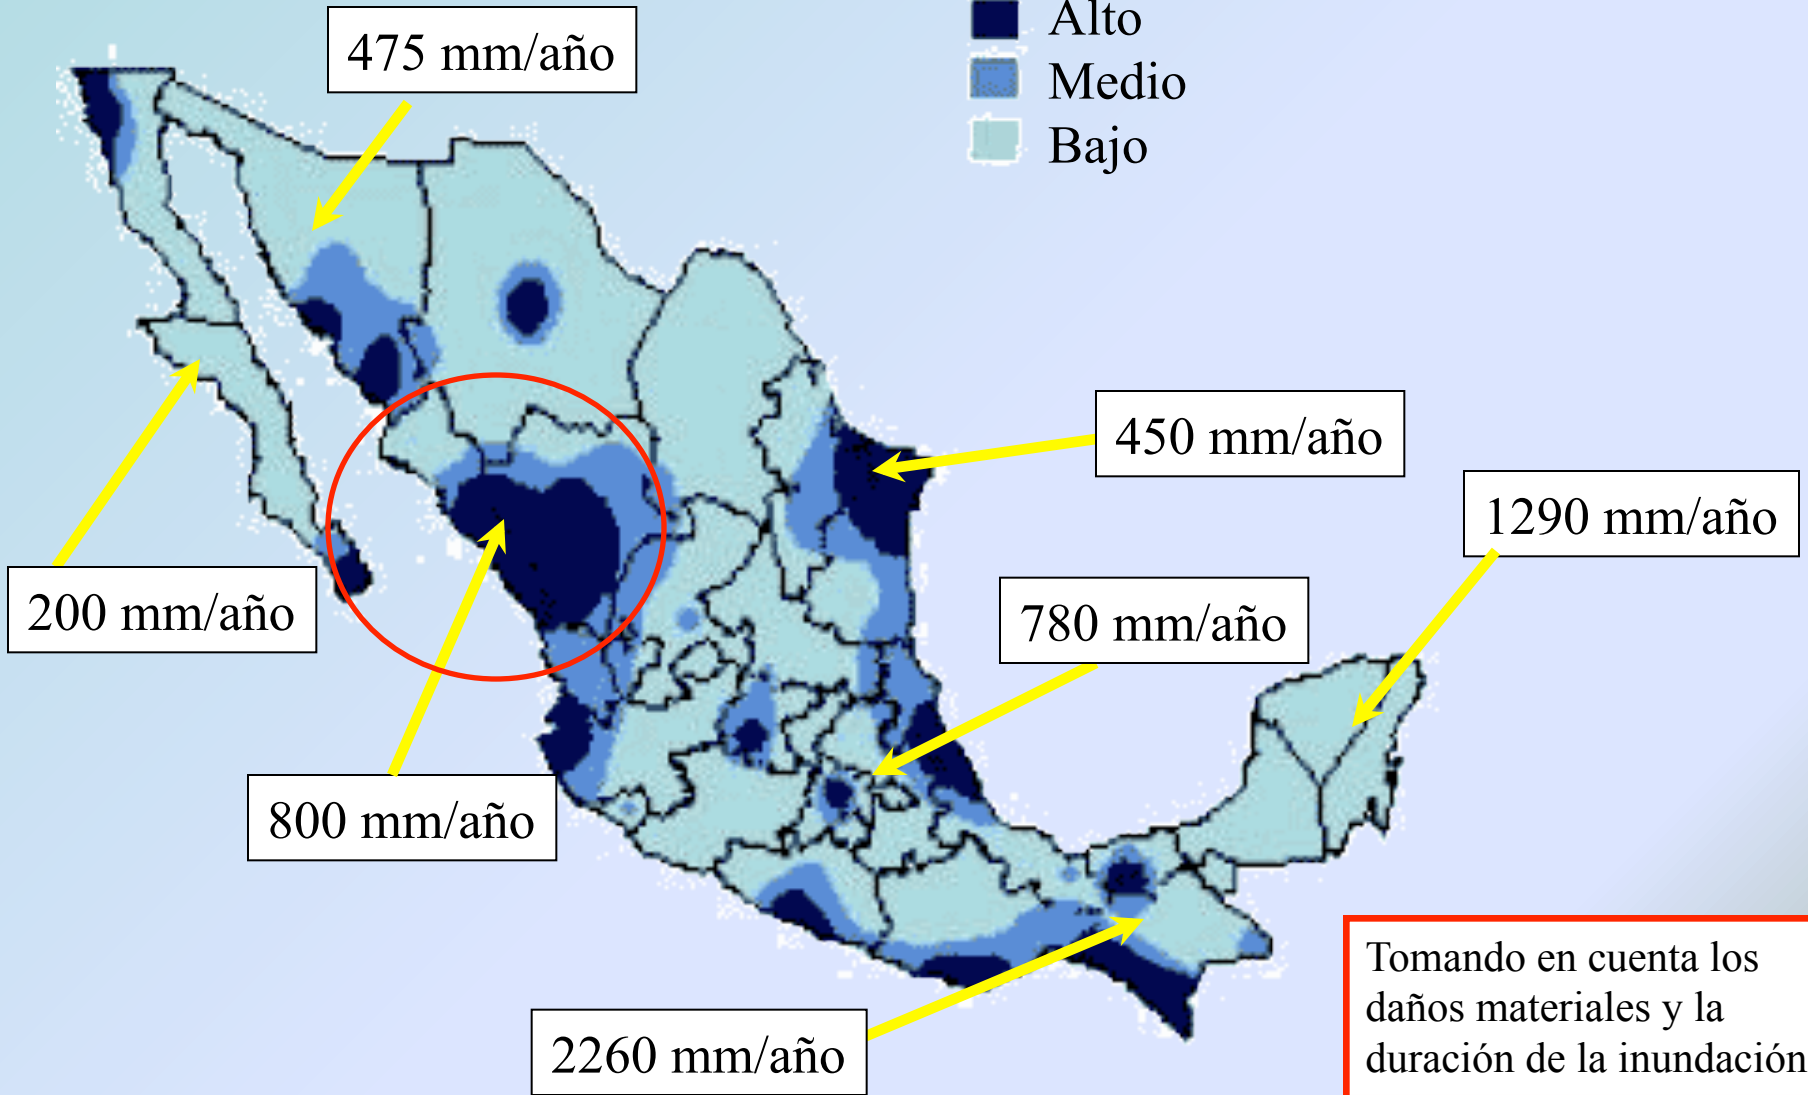 475 mm/año
Alto
Medio
Bajo
450 mm/año
1290 mm/año
200 mm/año
780 mm/año
800 mm/año
2260 mm/año
Tomando en cuenta los
daños materiales y la
duración de la inundación